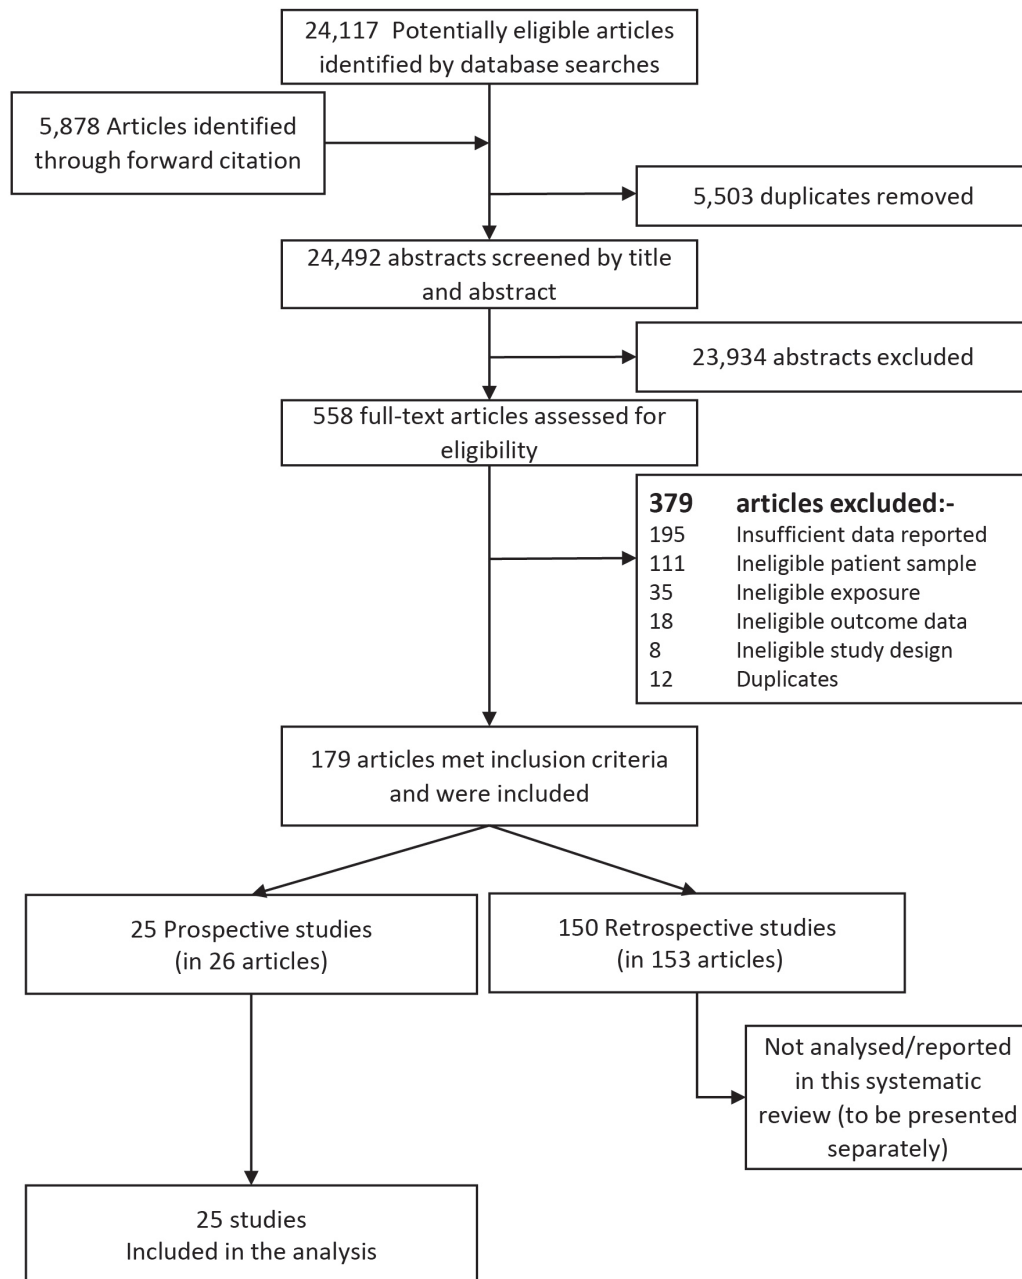 24,117 Potentially eligible articles
identified by database searches
5,878 Articles identified
through forward citation
5,503 duplicates removed
24,492 abstracts screened by title
and abstract
23,934 abstracts excluded
558 full-text articles assessed for
eligibility
379 articles excluded:-
195 Insufficient data reported
111 Ineligible patient sample
35 Ineligible exposure
18 Ineligible outcome data
8 Ineligible study design
12 Duplicates
179 articles met inclusion criteria
and were included
25 Prospective studies
(in 26 articles)
150 Retrospective studies
(in 153 articles)
Not analysed/reported
in this systematic
review (to be presented
separately)
25 studies
Included in the analysis